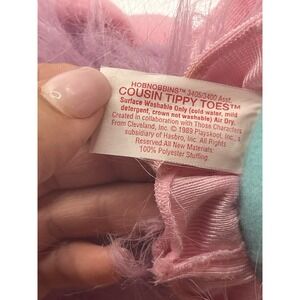 HOBNOBBINS™ 3405/3400 Asst.
COUSIN TIPPY TOES™
Surface Washable Only (cold water, mild
detergent, crown not washable) Air Dry.
Created in collaboration with Those Characters
From Cleveland, Inc. © 1989 Playskool, Inc., a
subsidiary of Hasbro, Inc. All Rights
Reserved All New Materials:
100% Polyester Stuffing